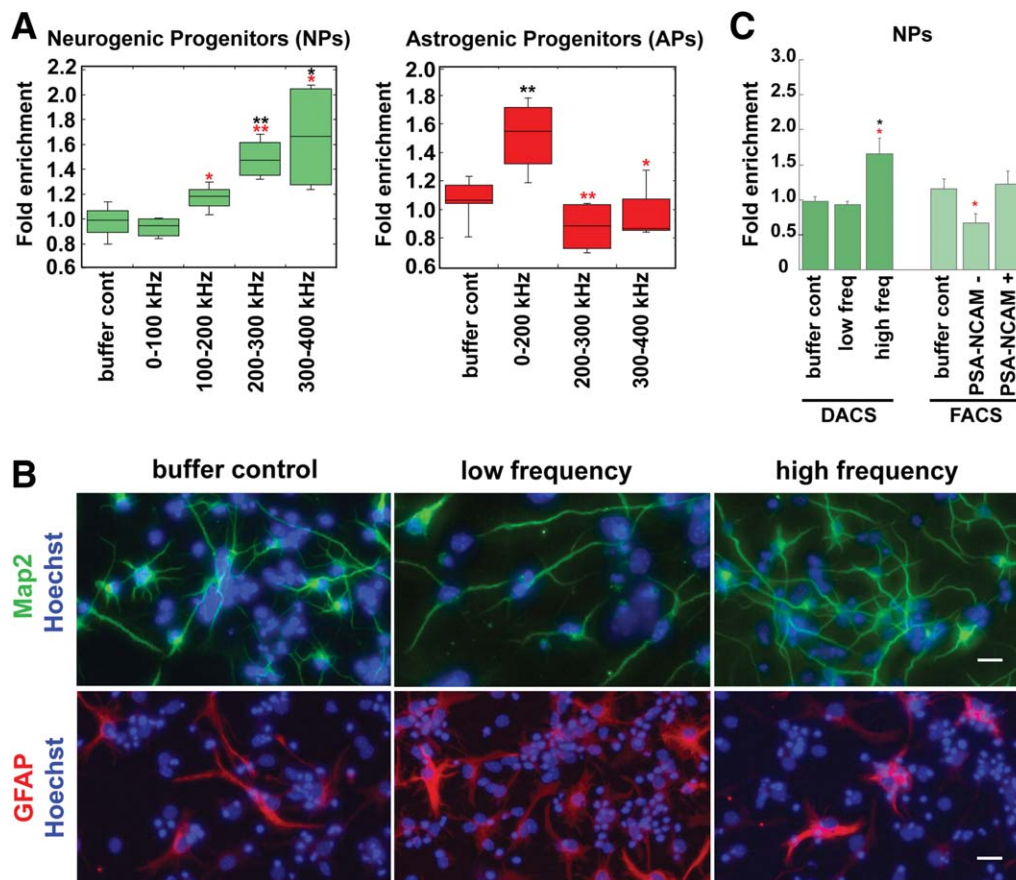 A
Neurogenic Progenitors (NPs)
Fold enrichment
2.2
2.0
1.8
1.6
1.4
1.2
1.0
0.8
0.6
*
*
**
**
*
buffer cont
0-100 kHz
100-200 kHz
200-300 kHz
300-400 kHz
Astrogenic Progenitors (APs)
Fold enrichment
2.0
1.8
1.6
1.4
1.2
1.0
0.8
0.6
**
**
*
buffer cont
0-200 kHz
200-300 kHz
300-400 kHz
C
NPs
Fold enrichment
3.0
2.5
2.0
1.5
1.0
0.5
0
*
*
*
buffer cont
low freq
high freq
buffer cont
PSA-NCAM -
PSA-NCAM +
DACS
FACS
B
buffer control
low frequency
high frequency
Map2
Hoechst
GFAP
Hoechst